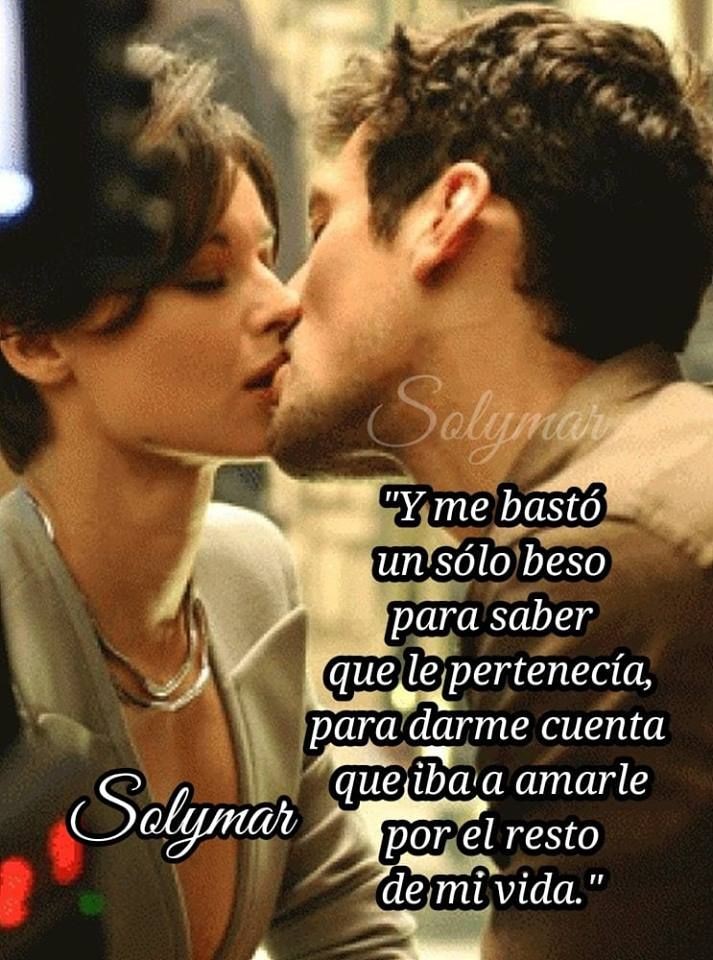 Solymar
"Y me bastó
un sólo beso
para saber
que le pertenecía,
para darme cuenta
que iba a amarle
por el resto
de mi vida."
Solymar